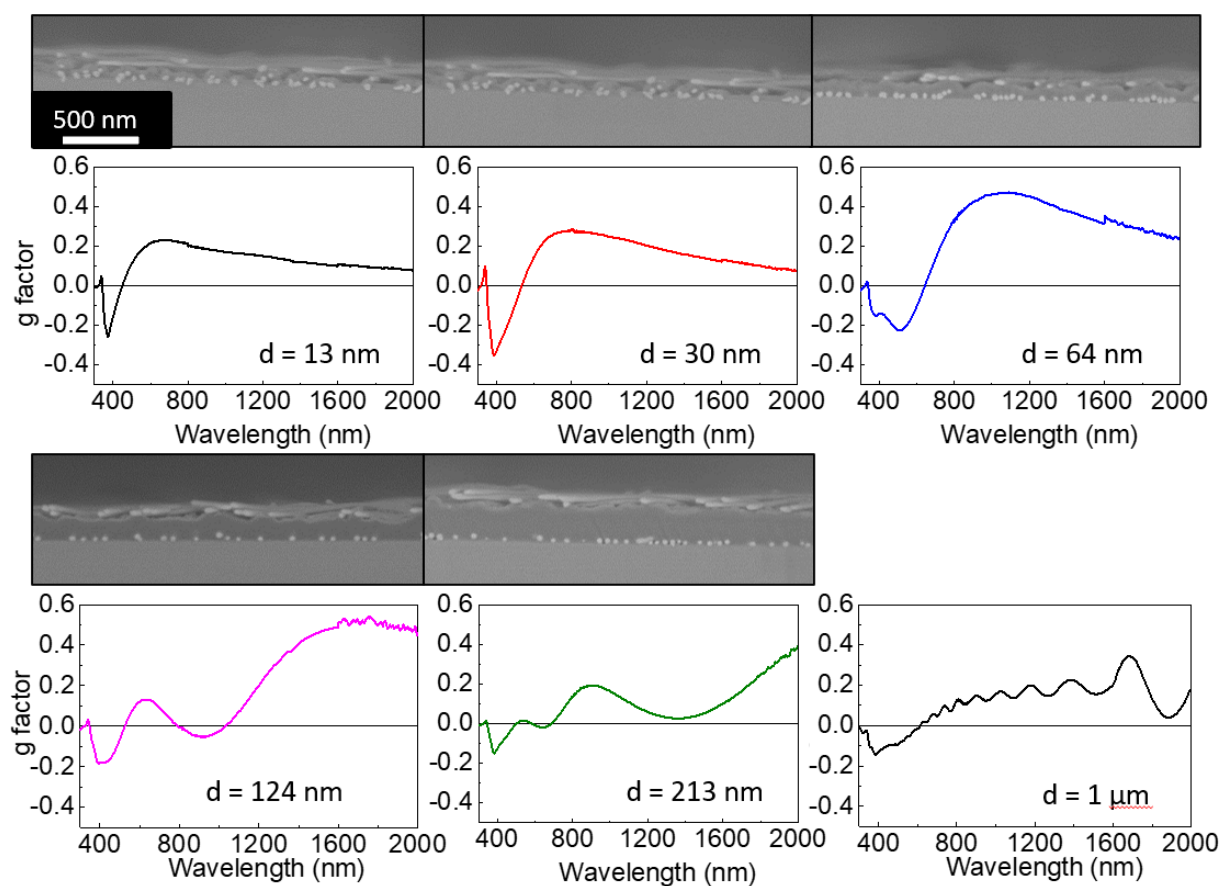 500 nm
0.6
0.4
0.2
0.0
-0.2
-0.4
g factor
400 800 1200 1600 2000
Wavelength (nm)
d = 13 nm
0.6
0.4
0.2
0.0
-0.2
-0.4
400 800 1200 1600 2000
Wavelength (nm)
d = 30 nm
0.6
0.4
0.2
0.0
-0.2
-0.4
400 800 1200 1600 2000
Wavelength (nm)
d = 64 nm
0.6
0.4
0.2
0.0
-0.2
-0.4
g factor
400 800 1200 1600 2000
Wavelength (nm)
d = 124 nm
0.6
0.4
0.2
0.0
-0.2
-0.4
400 800 1200 1600 2000
Wavelength (nm)
d = 213 nm
0.6
0.4
0.2
0.0
-0.2
-0.4
400 800 1200 1600 2000
Wavelength (nm)
d = 1 µm